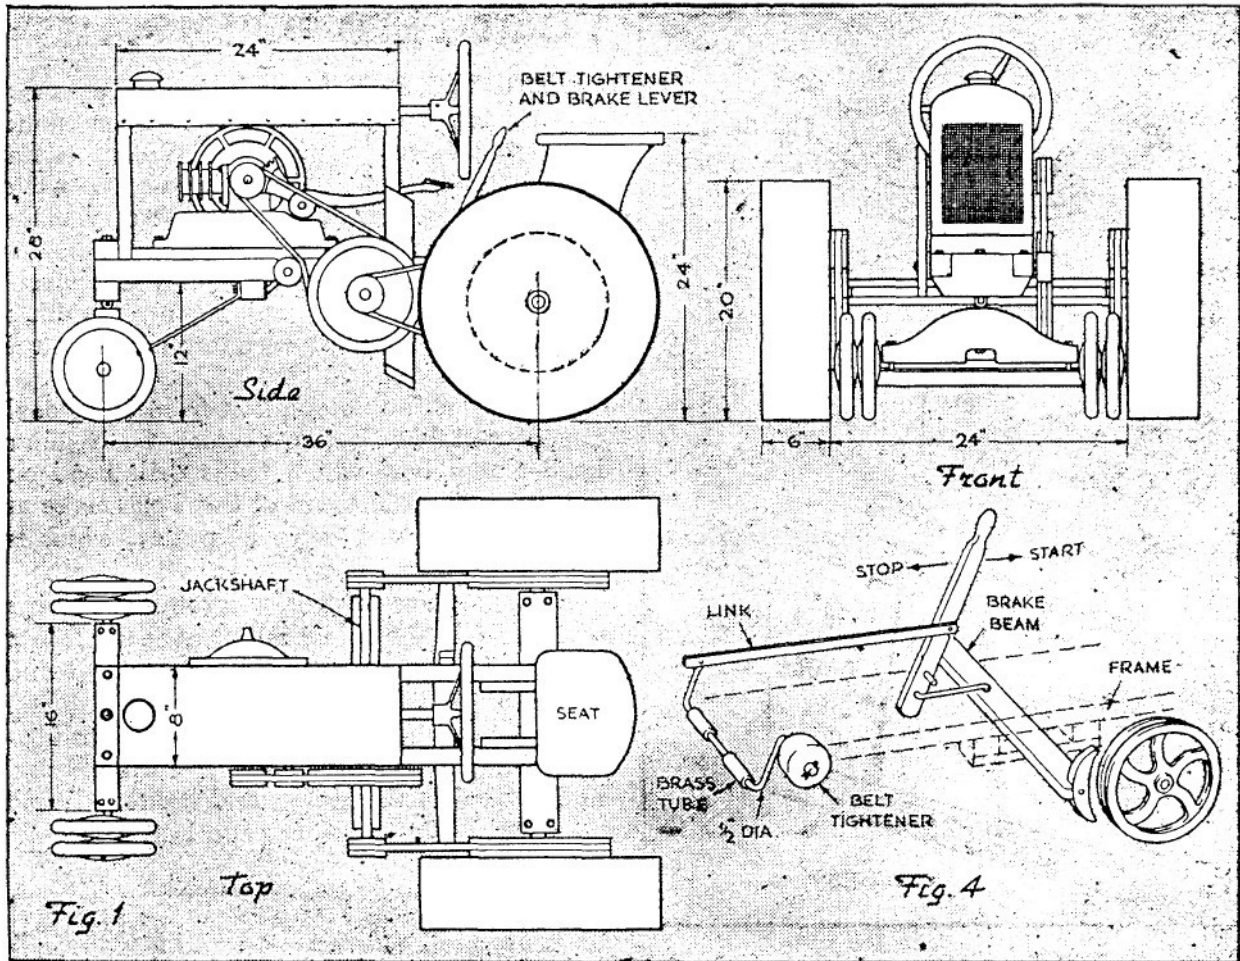 24"
BELT TIGHTENER
AND BRAKE LEVER
28"
12"
24"
20"
Side
36"
6"
24"
Front
JACKSHAFT
16"
8"
SEAT
Top
Fig. 1
STOP
START
LINK
BRAKE
BEAM
FRAME
BRASS
TUBE
1/2" DIA
BELT
TIGHTENER
Fig. 4